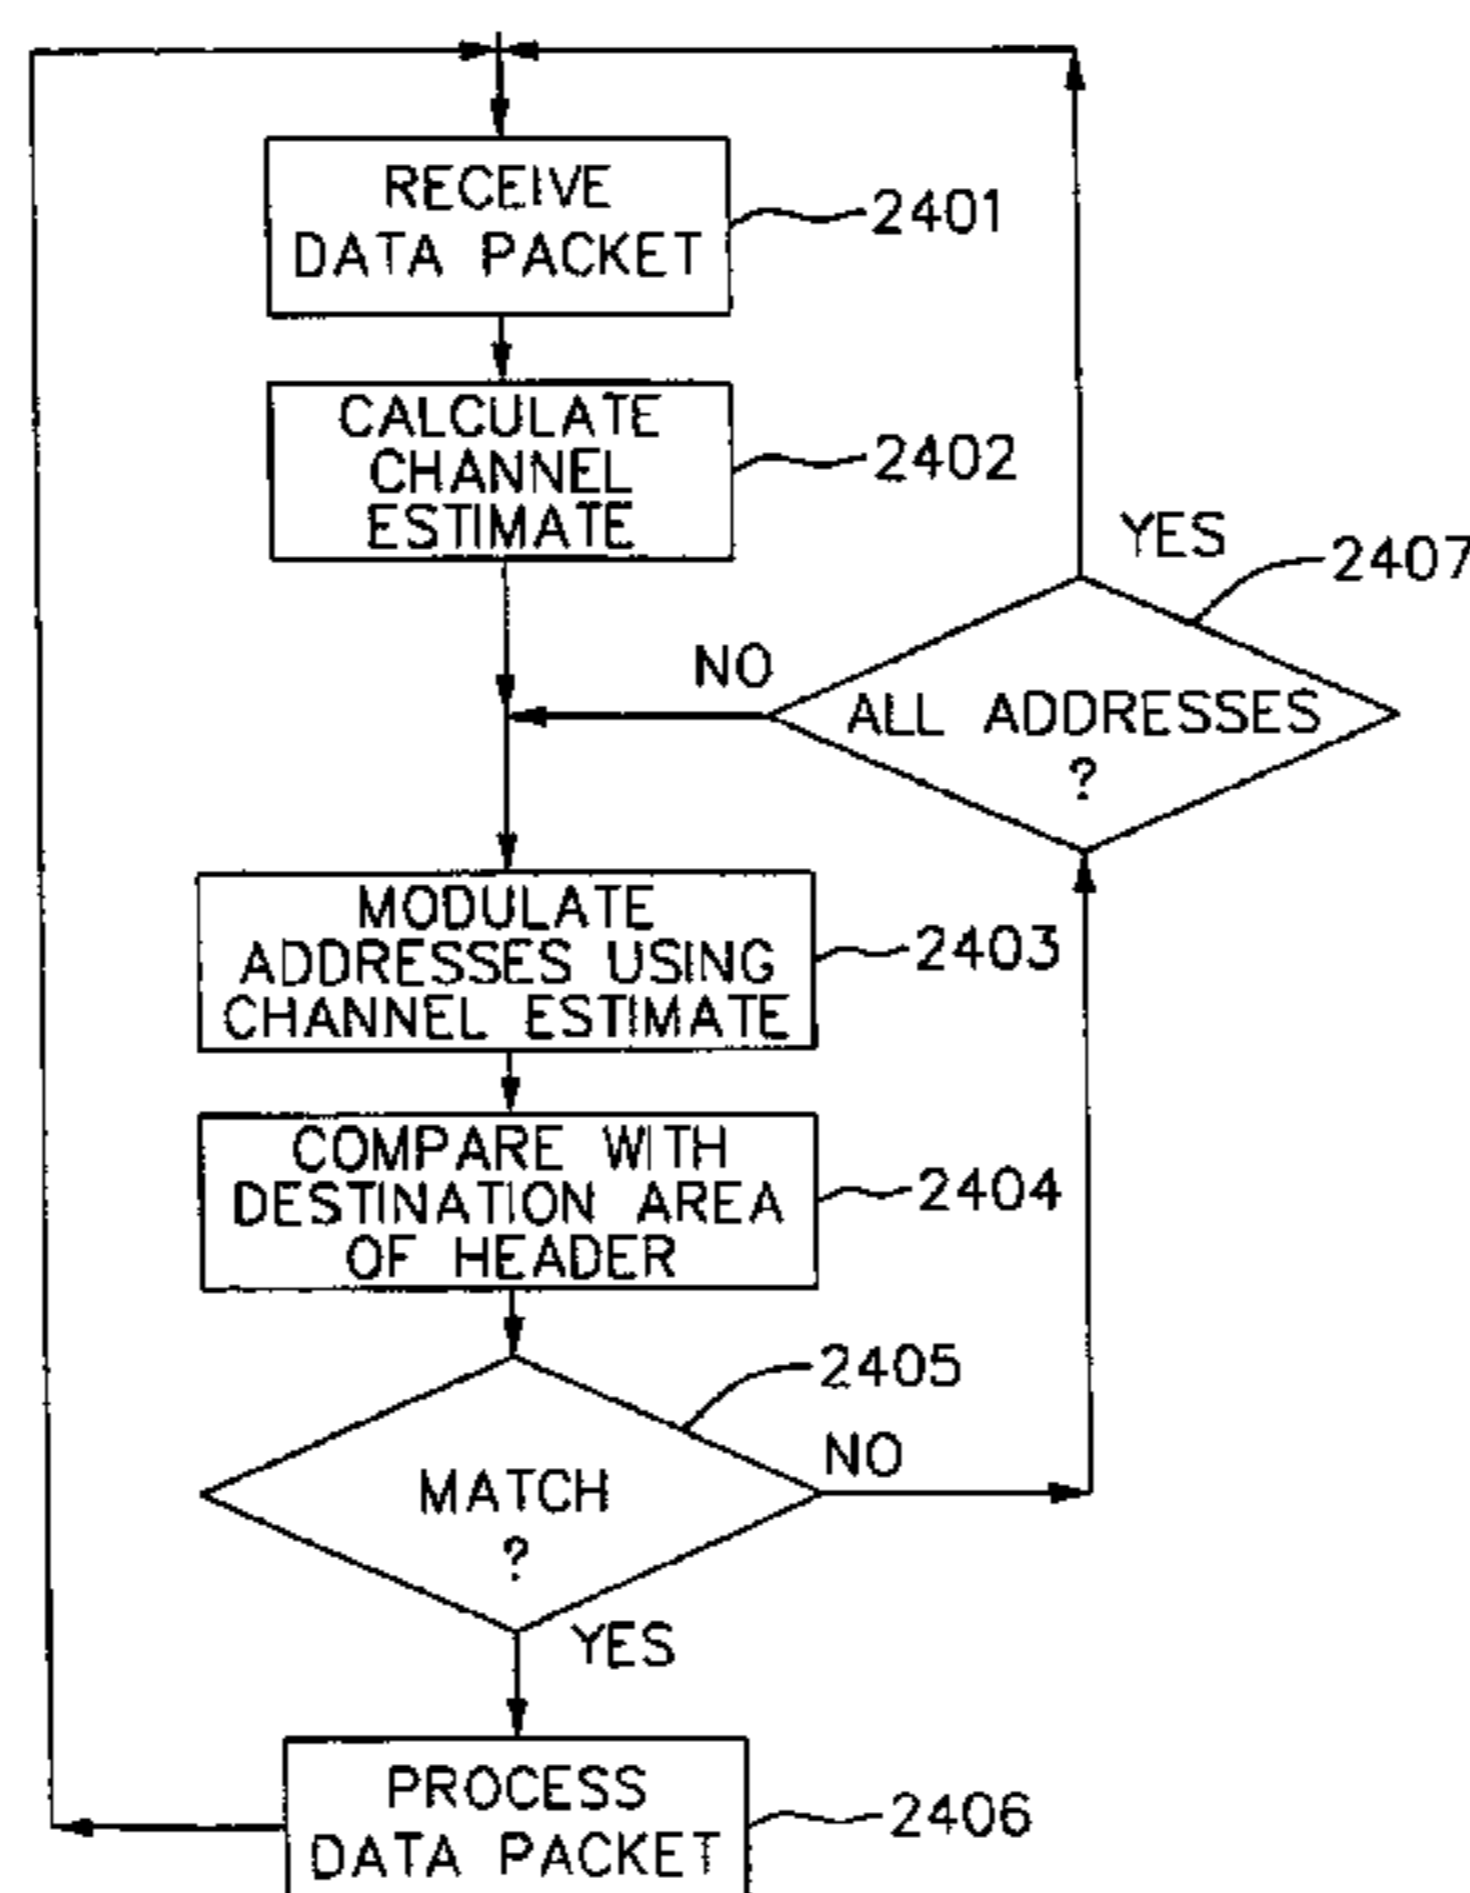 RECEIVE
DATA PACKET
2401
CALCULATE
CHANNEL
ESTIMATE
2402
YES
2407
NO
ALL ADDRESSES
?
MODULATE
ADDRESSES USING
CHANNEL ESTIMATE
2403
COMPARE WITH
DESTINATION AREA
OF HEADER
2404
2405
NO
MATCH
?
YES
PROCESS
DATA PACKET
2406